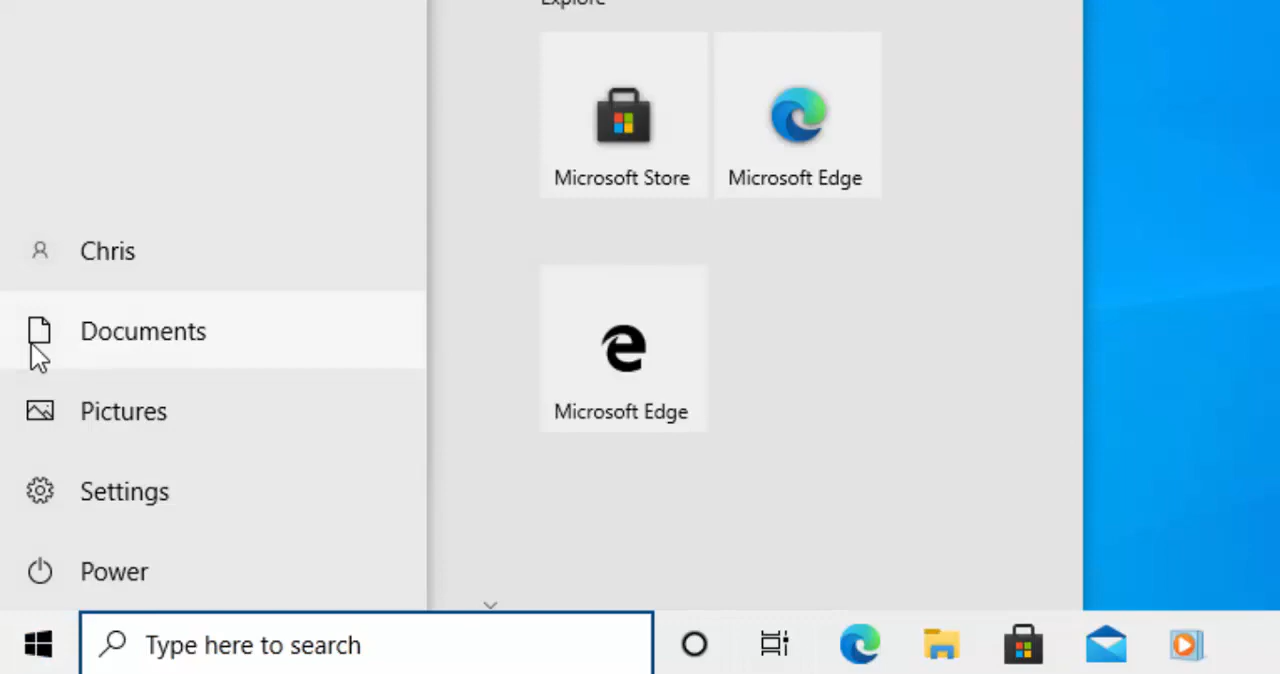 Explore
Microsoft Store
Microsoft Edge
Chris
Documents
Microsoft Edge
Pictures
Settings
Power
Type here to search